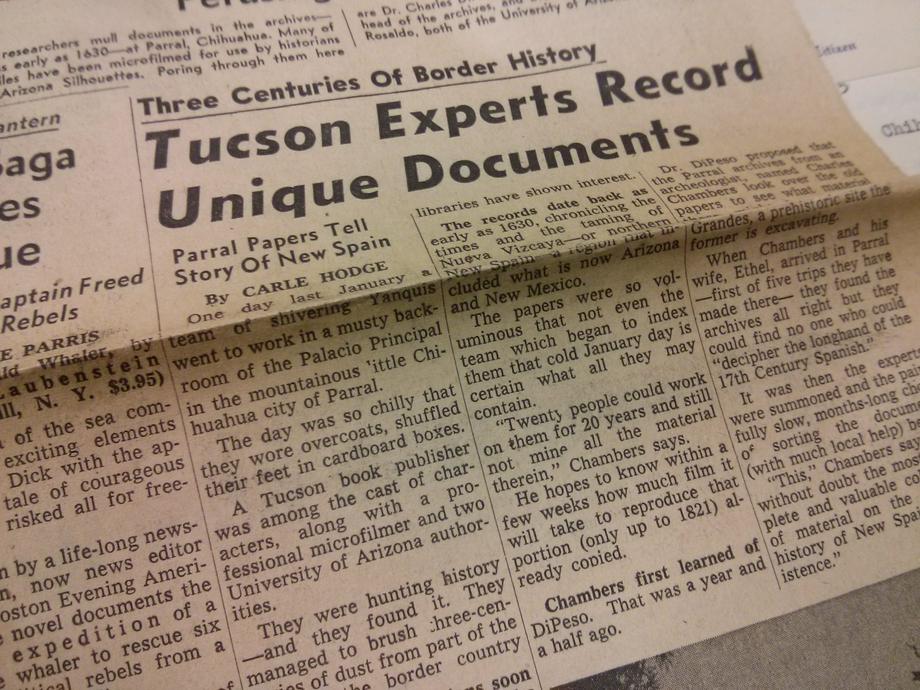 researchers mull documents in the archives—
early as 1630—at Parral, Chihuahua. Many of
have been microfilmed for use by historians
Arizona Silhouettes. Poring through them here
are Dr. Charles
head of the archives, and
Rosaldo, both of the University of
Three Centuries Of Border History
Tucson Experts Record
Unique Documents
Parral Papers Tell
Story Of New Spain
By CARLE HODGE
One day last January a
team of shivering Yanquis
went to work in a musty back-
room of the Palacio Principal
in the mountainous 'ittle Chi-
huahua city of Parral.
The day was so chilly that
they wore overcoats, shuffled
their feet in cardboard boxes.
A Tucson book publisher
was among the cast of char-
acters, along with a pro-
fessional microfilmer and two
University of Arizona author-
ities.
They were hunting history
—and they found it. They
managed to brush :hree-cen-
of dust from part of the
border country
soon
libraries have shown interest.
The records date back as
early as 1630, chronicling the
times and the taming of
Nueva Vizcaya—or northern
New Spain—a region that in-
cluded what is now Arizona
and New Mexico.
The papers were so vol-
uminous that not even the
team which began to index
them that cold January day is
certain what all they may
contain.
"Twenty people could work
on them for 20 years and still
not mine all the material
therein," Chambers says.
He hopes to know within a
few weeks how much film it
will take to reproduce that
portion (only up to 1821) al-
ready copied.
Chambers first learned of
DiPeso. That was a year and
a half ago.
Dr. DiPeso proposed that
the Parral archives from an
archeologist, named Charles
Chambers look over the old
papers to see what material
Grandes, a prehistoric site the
former is excavating.
When Chambers and his
wife, Ethel, arrived in Parral
—first of five trips they have
made there— they found the
archives all right but they
could find no one who could
"decipher the longhand of the
17th Century Spanish."
It was then the
were summoned and the
fully slow, months-long
of sorting the
(with much local help)
"This," Chambers
without doubt the
plete and valuable
of material on the
history of New
istence."
Captain Freed
Rebels
PARRIS
Whaler, by
Laubenstein
N. Y. $3.95)
of the sea com-
exciting elements
Dick with the ap-
tale of courageous
risked all for free-
by a life-long news-
now news editor
Boston Evening Ameri-
novel documents the
expedition of a
whaler to rescue six
rebels from a